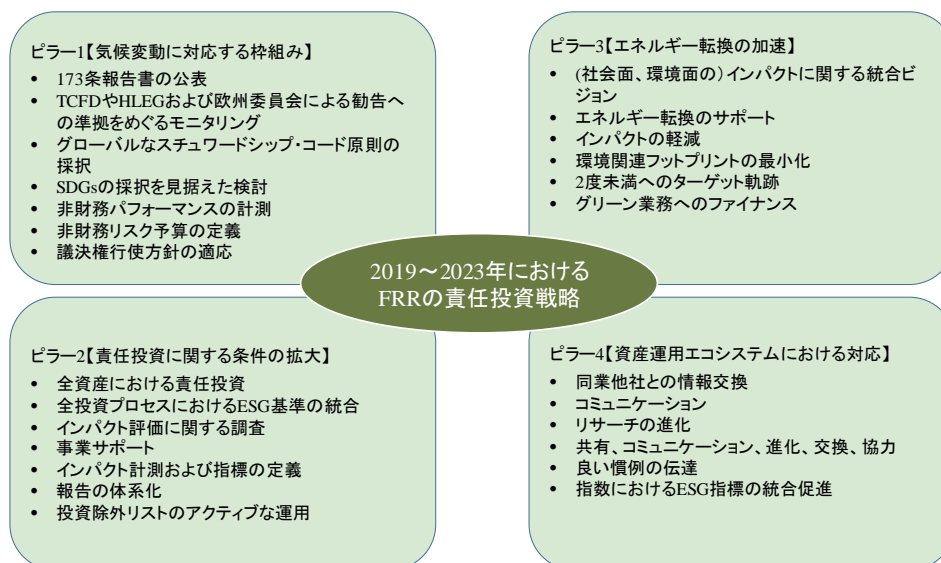 ピラー1【気候変動に対応する枠組み】
• 173条報告書の公表
• TCFDやHLEGおよび欧州委員会による勧告へ
の準拠をめぐるモニタリング
• グローバルなスチュワードシップ・コード原則の
採択
• SDGsの採択を見据えた検討
• 非財務パフォーマンスの計測
• 非財務リスク予算の定義
• 議決権行使方針の適応
ピラー3【エネルギー転換の加速】
• (社会面、環境面の）インパクトに関する統合ビ
ジョン
• エネルギー転換のサポート
• インパクトの軽減
• 環境関連フットプリントの最小化
• 2度未満へのターゲット軌跡
• グリーン業務へのファイナンス
2019～2023年における
FRRの責任投資戦略
ピラー2【責任投資に関する条件の拡大】
• 全資産における責任投資
• 全投資プロセスにおけるESG基準の統合
• インパクト評価に関する調査
• 事業サポート
• インパクト計測および指標の定義
• 報告の体系化
• 投資除外リストのアクティブな運用
ピラー4【資産運用エコシステムにおける対応】
• 同業他社との情報交換
• コミュニケーション
• リサーチの進化
• 共有、コミュニケーション、進化、交換、協力
• 良い慣例の伝達
• 指数におけるESG指標の統合促進